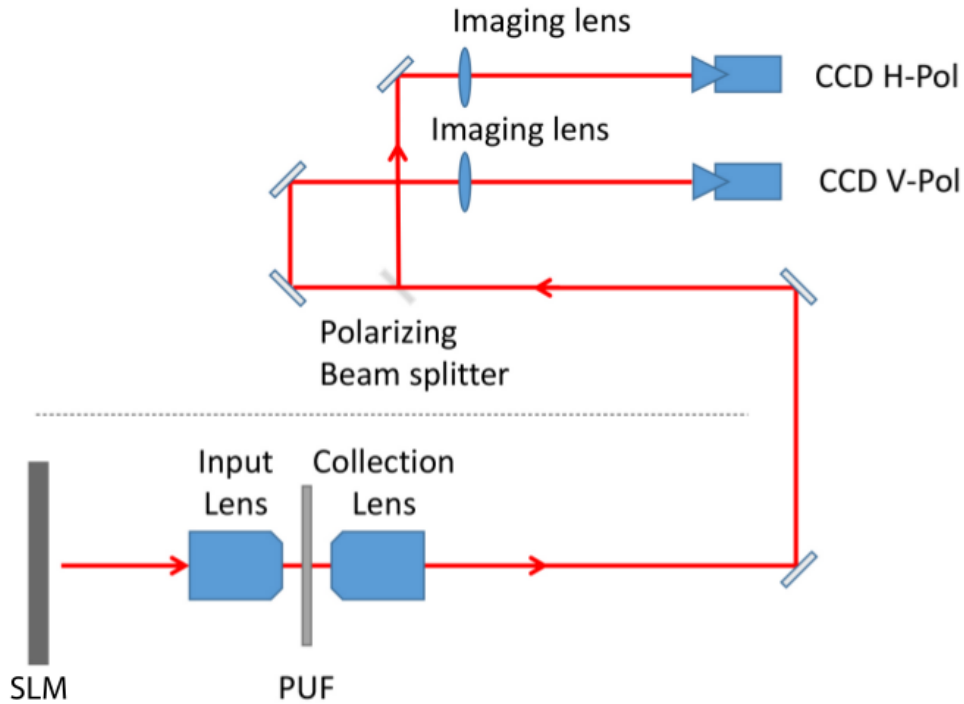 Imaging lens
CCD H-Pol
Imaging lens
CCD V-Pol
Polarizing
Beam splitter
Input
Lens
Collection
Lens
SLM
PUF